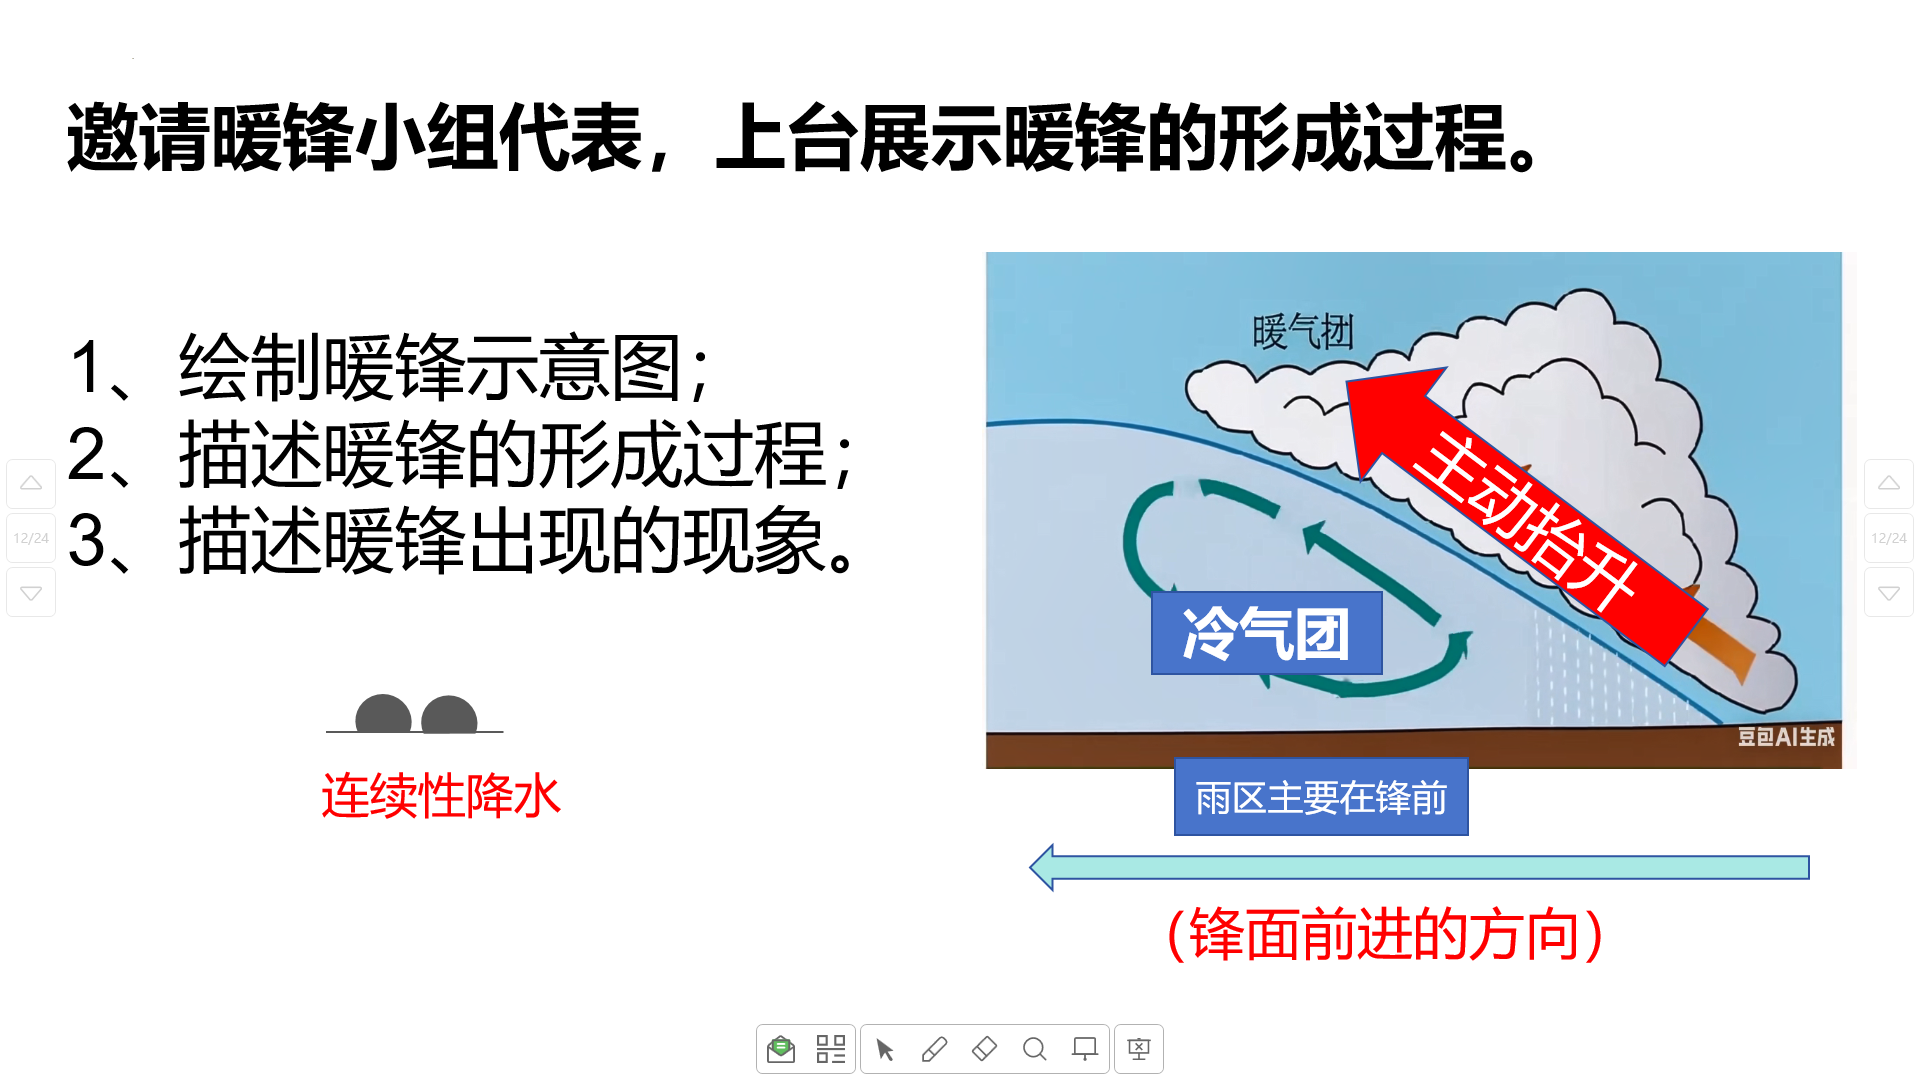 邀请暖锋小组代表，上台展示暖锋的形成过程。
1、绘制暖锋示意图；
2、描述暖锋的形成过程；
3、描述暖锋出现的现象。
连续性降水
暖气团
主动抬升
冷气团
豆包AI生成
雨区主要在锋前
（锋面前进的方向）
12/24
12/24